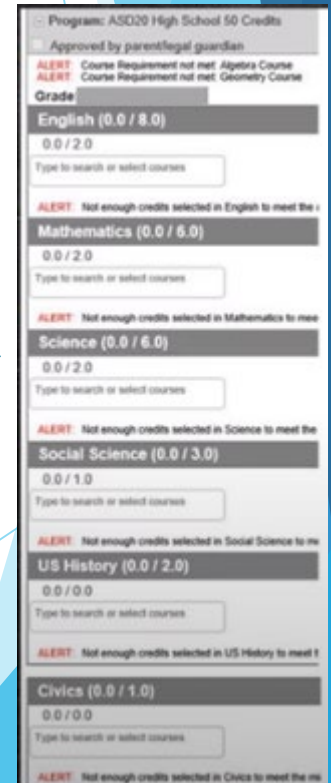 Program: ASD20 High School 50 Credits
Approved by parent/legal guardian
ALERT: Course Requirement not met: Algebra Course
ALERT: Course Requirement not met: Geometry Course
Grade
English (0.0 / 8.0)
0.0 / 2.0
Type to search or select courses
ALERT: Not enough credits selected in English to meet the
Mathematics (0.0 / 6.0)
0.0 / 2.0
Type to search or select courses
ALERT: Not enough credits selected in Mathematics to mee
Science (0.0 / 6.0)
0.0 / 2.0
Type to search or select courses
ALERT: Not enough credits selected in Science to meet the
Social Science (0.0 / 3.0)
0.0 / 1.0
Type to search or select courses
ALERT: Not enough credits selected in Social Science to me
US History (0.0 / 2.0)
0.0 / 0.0
Type to search or select courses
ALERT: Not enough credits selected in US History to meet t
Civics (0.0 / 1.0)
0.0 / 0.0
Type to search or select courses
ALERT: Not enough credits selected in Civics to meet the